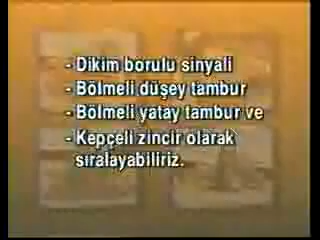 - Dikim borulu sinyali
- Bölmeli düşey tambur
- Bölmeli yatay tambur ve
- Kepçeli zincir olarak
sıralayabiliriz.